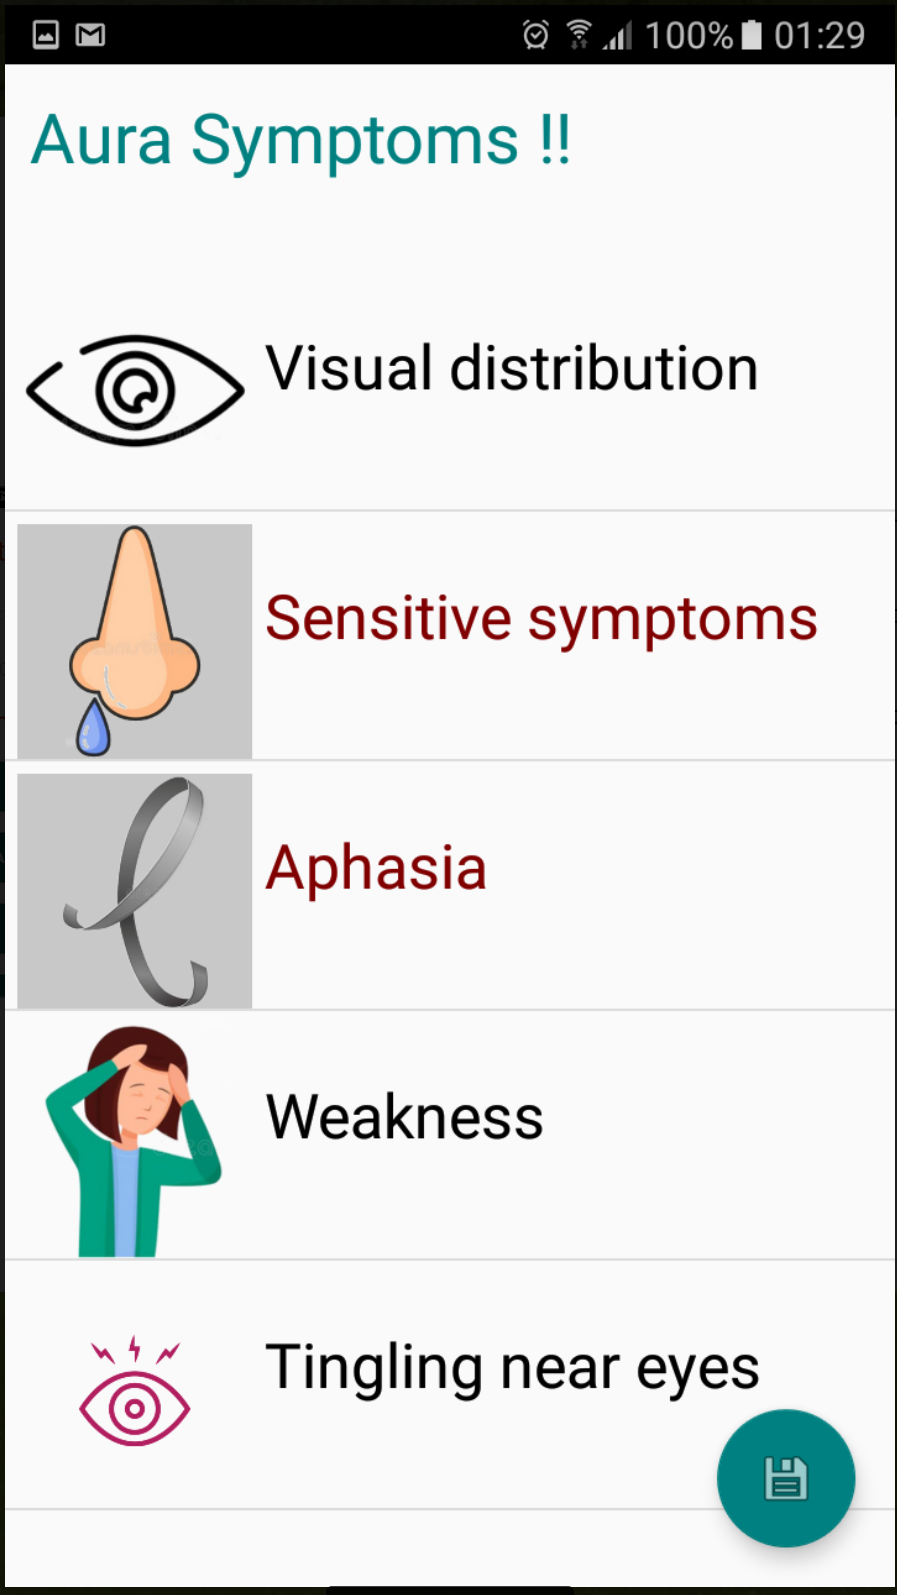 100% 01:29
Aura Symptoms !!
Visual distribution
Sensitive symptoms
Aphasia
Weakness
Tingling near eyes